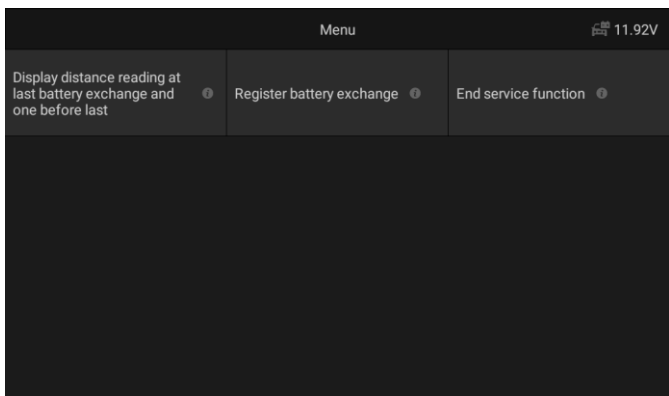 Menu
11.92V
Display distance reading at
last battery exchange and
one before last
Register battery exchange
End service function